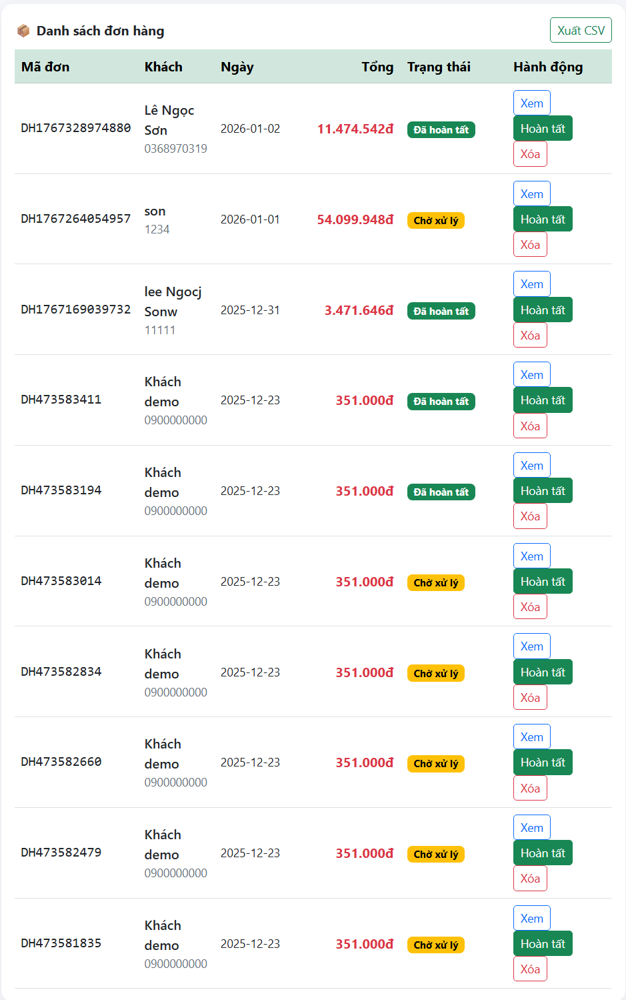 📦 Danh sách đơn hàng
Xuất CSV
Mã đơn Khách Ngày Tổng Trạng thái Hành động
Lê Ngọc
Sơn
0368970319
DH1767328974880 2026-01-02 11.474.542đ Đã hoàn tất
Xem
Hoàn tất
Xóa
son
1234
DH1767264054957 2026-01-01 54.099.948đ Chờ xử lý
Xem
Hoàn tất
Xóa
lee Ngocj
Sonw
11111
DH1767169039732 2025-12-31 3.471.646đ Đã hoàn tất
Xem
Hoàn tất
Xóa
Khách
demo
0900000000
DH473583411 2025-12-23 351.000đ Đã hoàn tất
Xem
Hoàn tất
Xóa
Khách
demo
0900000000
DH473583194 2025-12-23 351.000đ Đã hoàn tất
Xem
Hoàn tất
Xóa
Khách
demo
0900000000
DH473583014 2025-12-23 351.000đ Chờ xử lý
Xem
Hoàn tất
Xóa
Khách
demo
0900000000
DH473582834 2025-12-23 351.000đ Chờ xử lý
Xem
Hoàn tất
Xóa
Khách
demo
0900000000
DH473582660 2025-12-23 351.000đ Chờ xử lý
Xem
Hoàn tất
Xóa
Khách
demo
0900000000
DH473582479 2025-12-23 351.000đ Chờ xử lý
Xem
Hoàn tất
Xóa
Khách
demo
0900000000
DH473581835 2025-12-23 351.000đ Chờ xử lý
Xem
Hoàn tất
Xóa